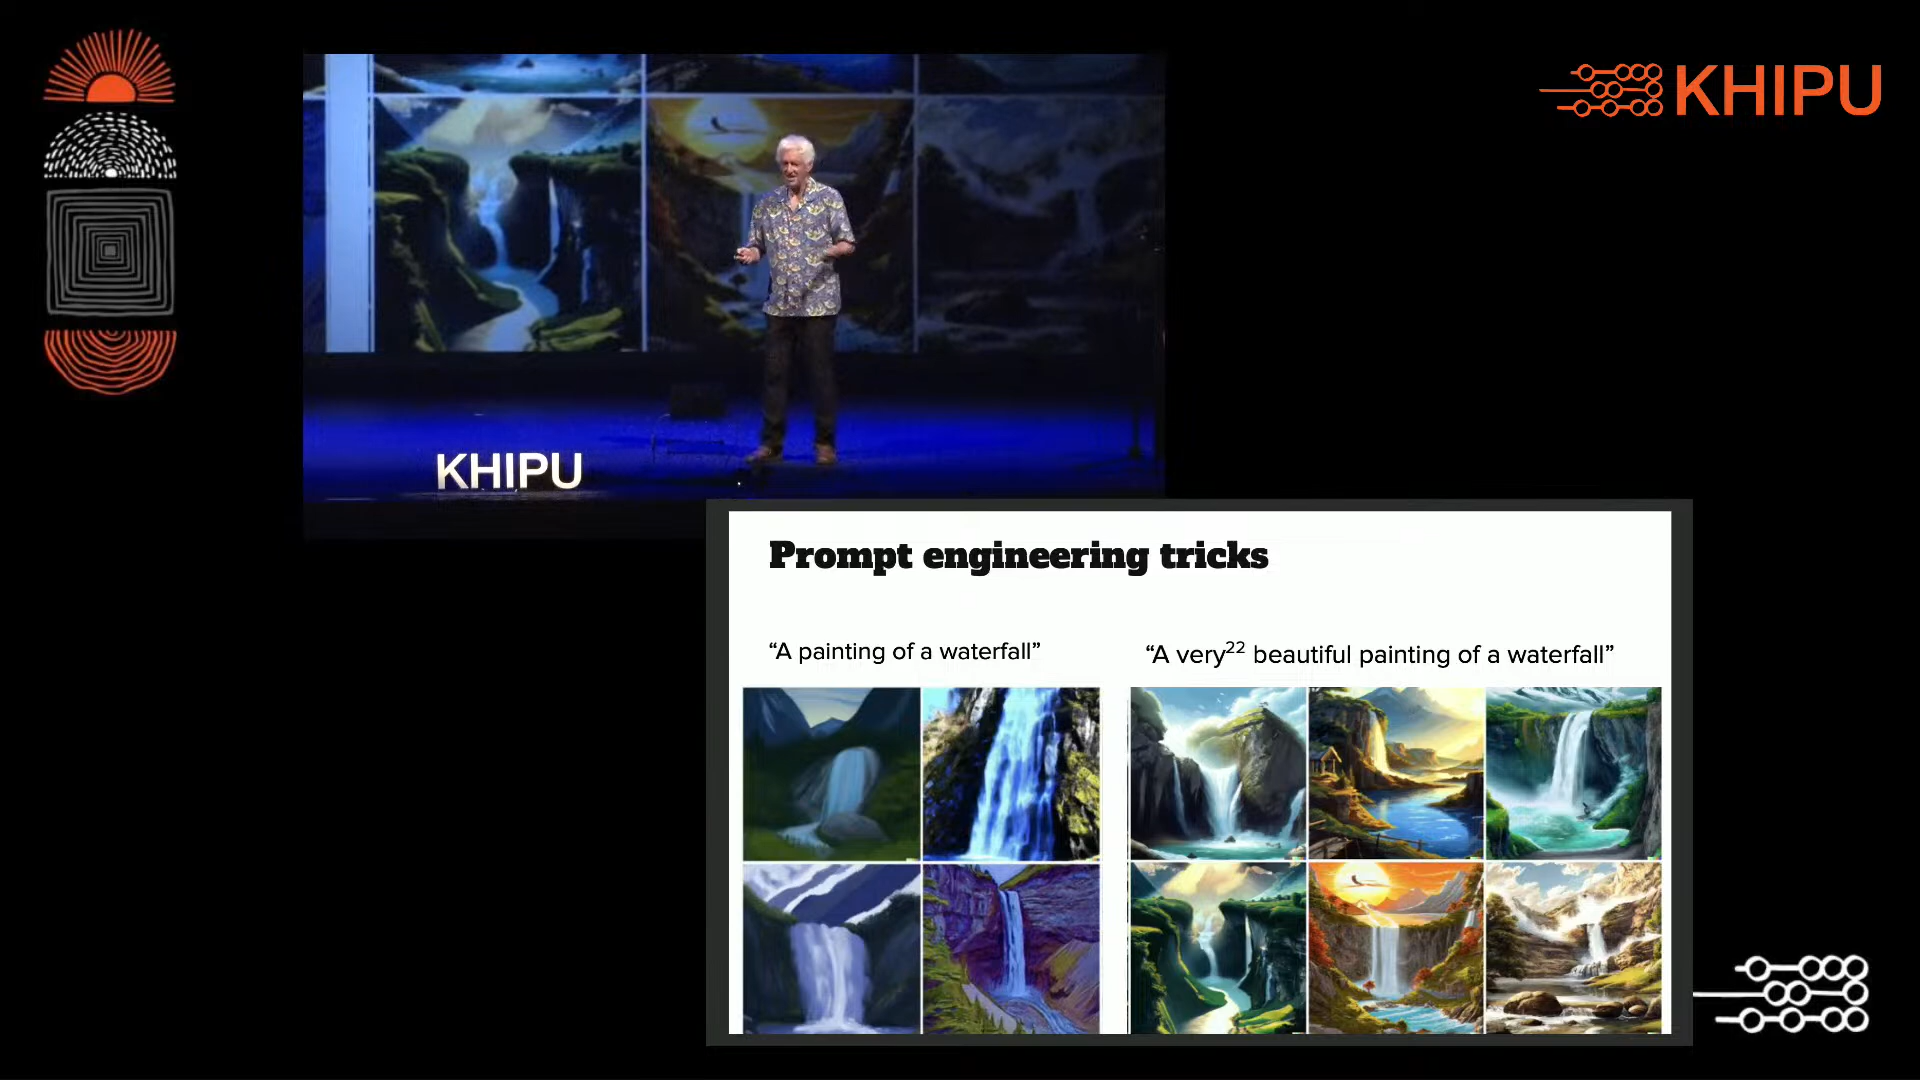 KHIPU
KHIPU
Prompt engineering tricks
“A painting of a waterfall”
“A very²² beautiful painting of a waterfall”